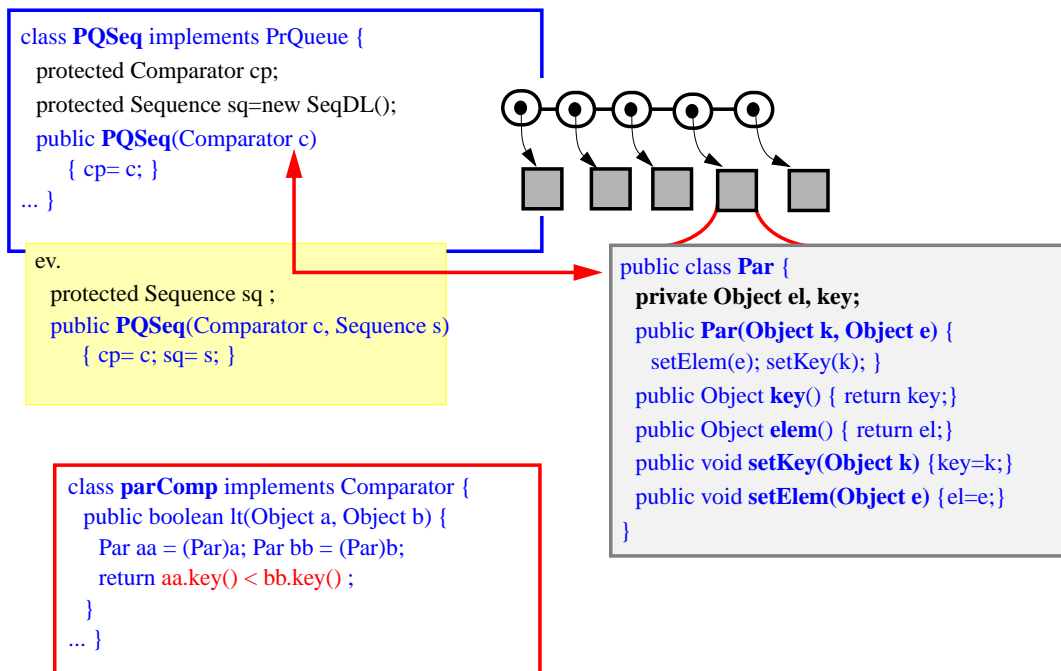 class PQSeq implements PrQueue {
protected Comparator cp;
protected Sequence sq=new SeqDL();
public PQSeq(Comparator c)
{ cp= c; }
... }
ev.
protected Sequence sq ;
public PQSeq(Comparator c, Sequence s)
{ cp= c; sq= s; }
class parComp implements Comparator {
public boolean lt(Object a, Object b) {
Par aa = (Par)a; Par bb = (Par)b;
return aa.key() < bb.key() ;
}
... }
public class Par {
private Object el, key;
public Par(Object k, Object e) {
setElem(e); setKey(k); }
public Object key() { return key;}
public Object elem() { return el;}
public void setKey(Object k) {key=k;}
public void setElem(Object e) {el=e;}
}